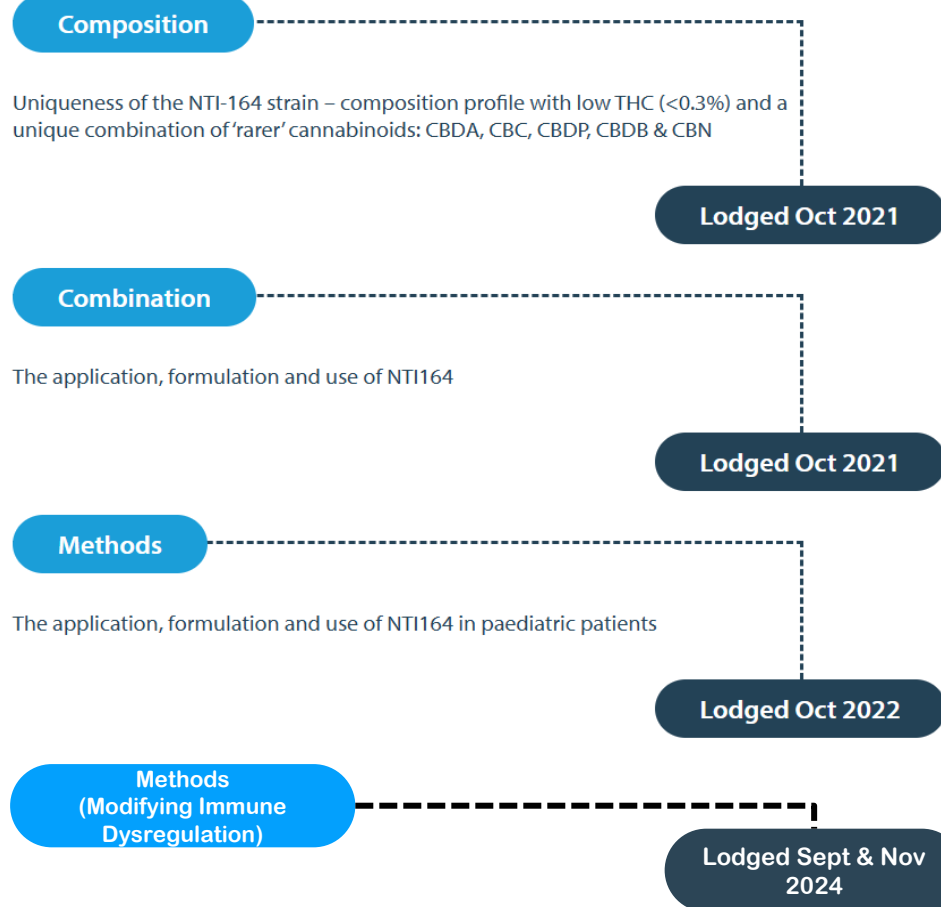 Composition
Uniqueness of the NTI-164 strain – composition profile with low THC (<0.3%) and a
unique combination of ‘rarer’ cannabinoids: CBDA, CBC, CBDP, CBDB & CBN
Lodged Oct 2021
Combination
The application, formulation and use of NTI164
Lodged Oct 2021
Methods
The application, formulation and use of NTI164 in paediatric patients
Lodged Oct 2022
Methods
(Modifying Immune
Dysregulation)
Lodged Sept & Nov
2024